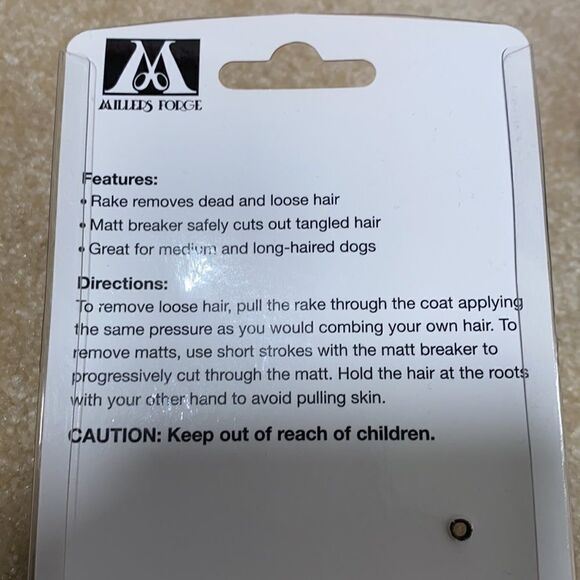 M
MILLERS FORGE
Features:
• Rake removes dead and loose hair
• Matt breaker safely cuts out tangled hair
• Great for medium and long-haired dogs
Directions:
To remove loose hair, pull the rake through the coat applying
the same pressure as you would combing your own hair. To
remove matts, use short strokes with the matt breaker to
progressively cut through the matt. Hold the hair at the roots
with your other hand to avoid pulling skin.
CAUTION: Keep out of reach of children.